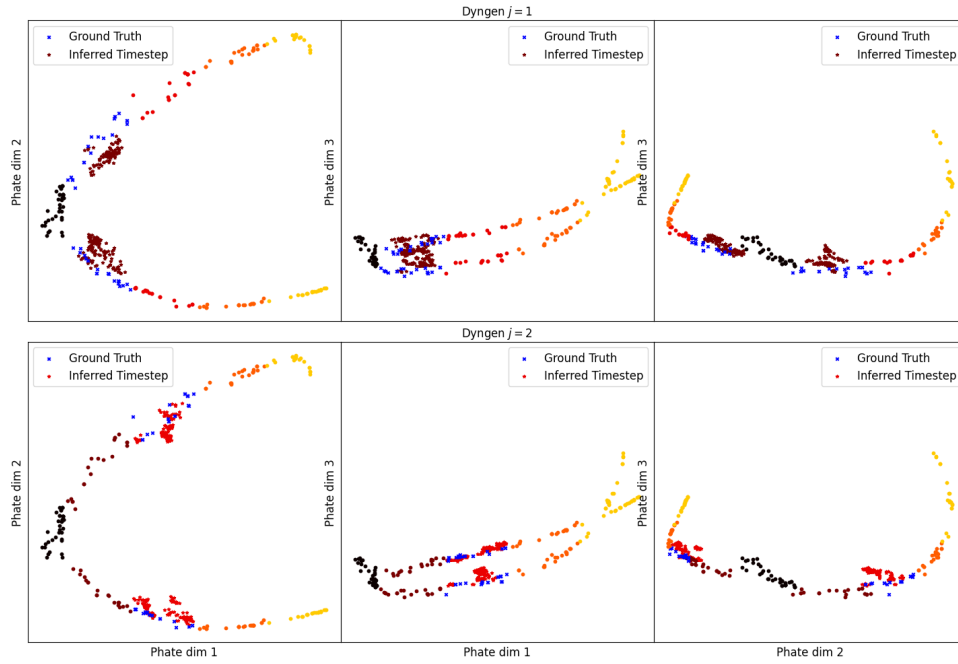 Dyngen j = 1
Ground Truth
Inferred Timestep
Ground Truth
Inferred Timestep
Ground Truth
Inferred Timestep
Phate dim 2
Phate dim 3
Phate dim 3
Dyngen j = 2
Ground Truth
Inferred Timestep
Ground Truth
Inferred Timestep
Ground Truth
Inferred Timestep
Phate dim 2
Phate dim 3
Phate dim 3
Phate dim 1
Phate dim 1
Phate dim 2